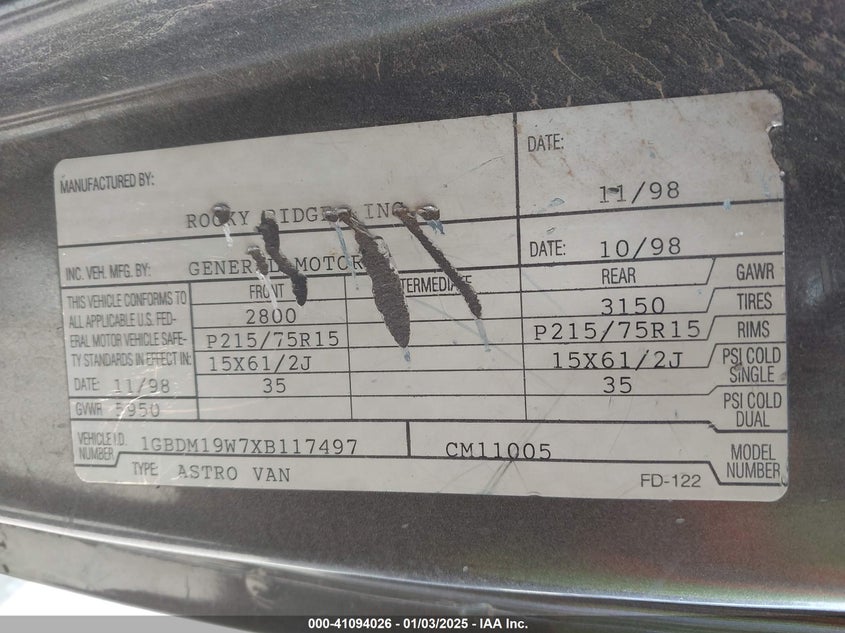 MANUFACTURED BY:
ROCKY RIDGE INC
DATE:
11/98
INC. VEH. MFG. BY: GENERAL MOTOR
DATE: 10/98
THIS VEHICLE CONFORMS TO
ALL APPLICABLE U.S. FED-
ERAL MOTOR VEHICLE SAFE-
TY STANDARDS IN EFFECT IN:
DATE: 11/98
GVWR 5950
FRONT INTERMEDIATE REAR GAWR
2800 3150 TIRES
P215/75R15 P215/75R15 RIMS
15X61/2J 15X61/2J PSI COLD SINGLE
35 35 PSI COLD DUAL
VEHICLE I.D. NUMBER 1GBDM19W7XB117497 CM11005 MODEL NUMBER
TYPE: ASTRO VAN FD-122
000-41094026 - 01/03/2025 - IAA Inc.